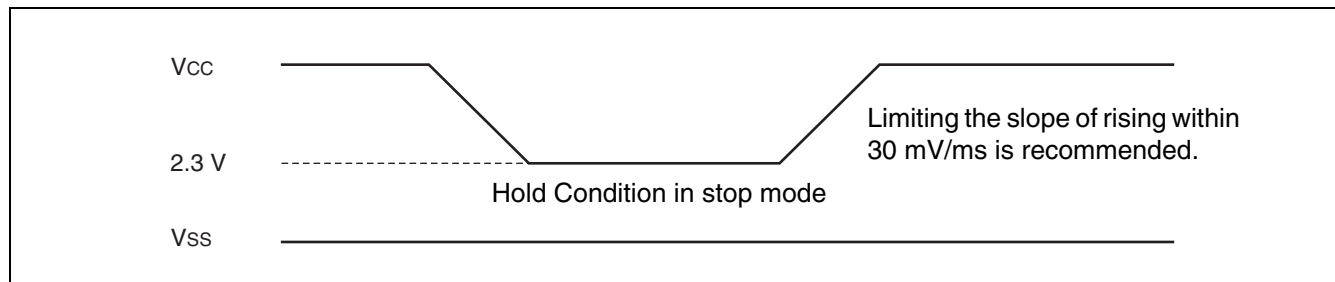 Vcc
Limiting the slope of rising within
30 mV/ms is recommended.
2.3 V
Hold Condition in stop mode
Vss